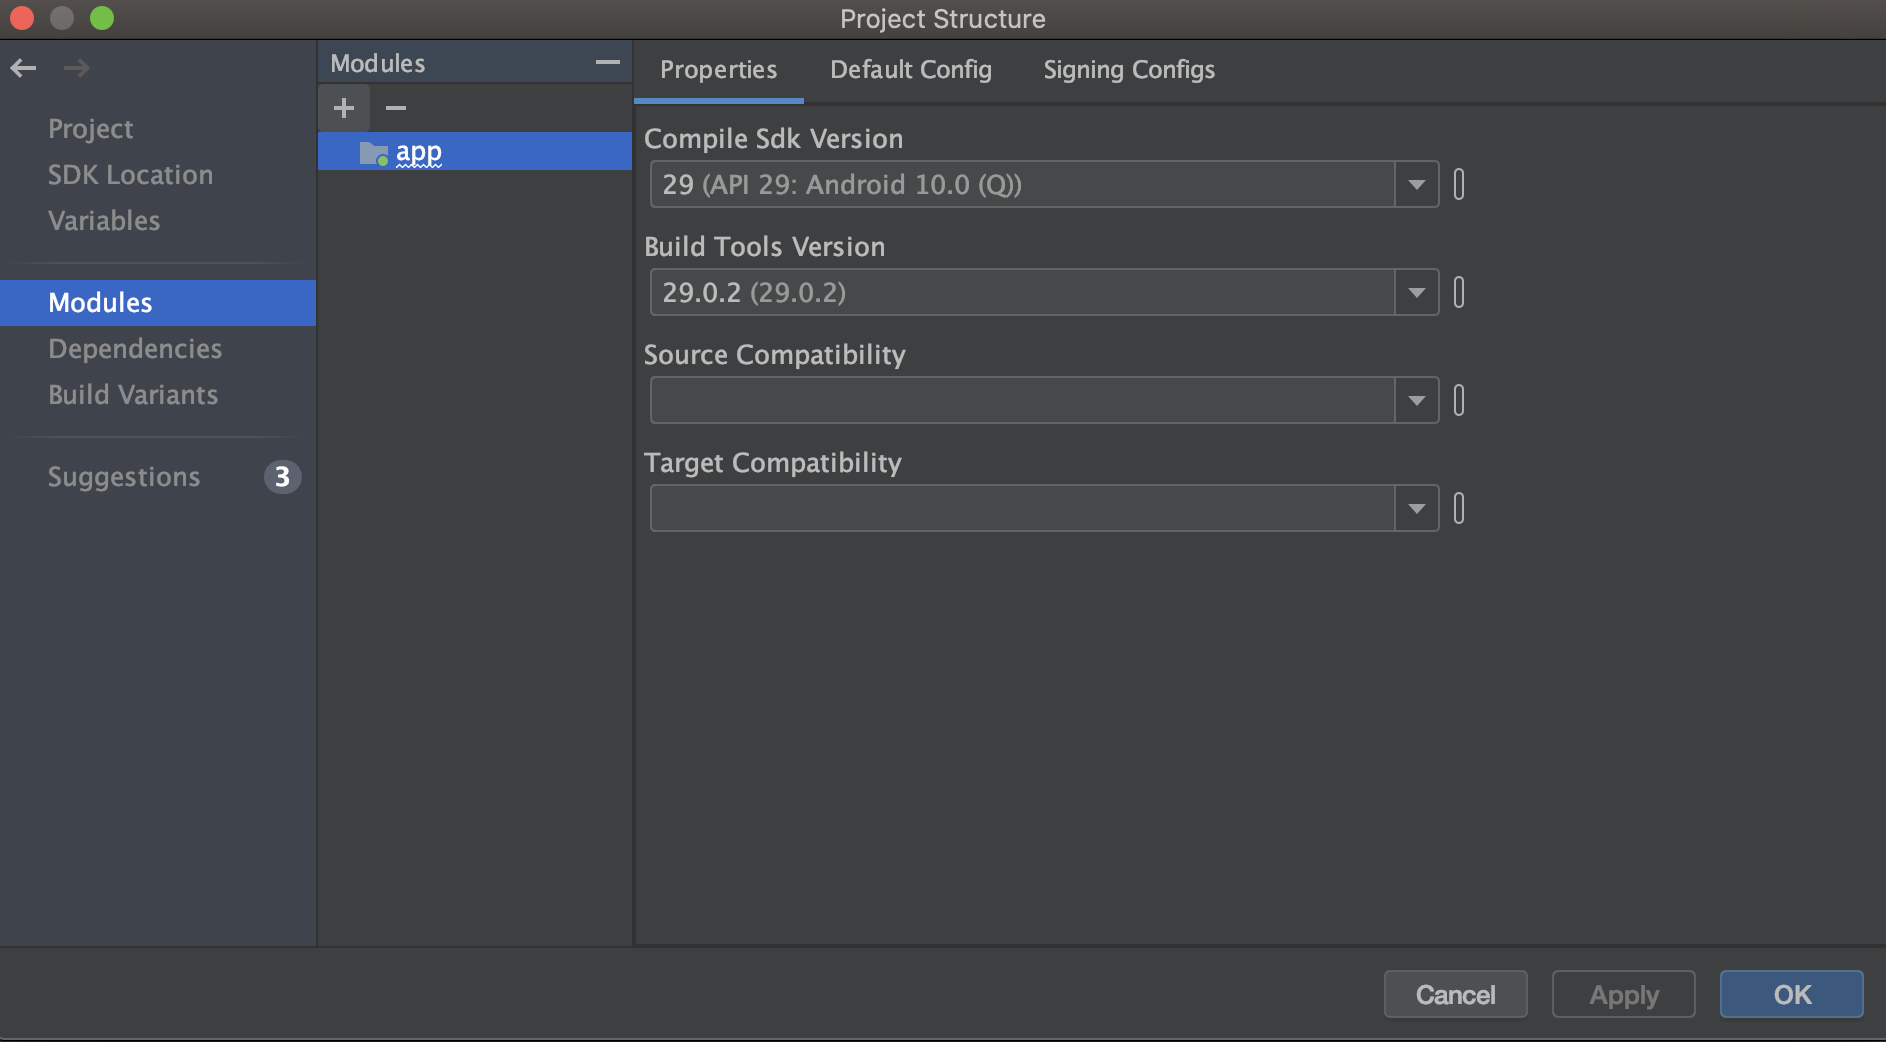 Project Structure
Project
SDK Location
Variables
Modules
Dependencies
Build Variants
Suggestions 3
Modules
app
Properties Default Config Signing Configs
Compile Sdk Version
29 (API 29: Android 10.0 (Q))
Build Tools Version
29.0.2 (29.0.2)
Source Compatibility
Target Compatibility
Cancel Apply OK